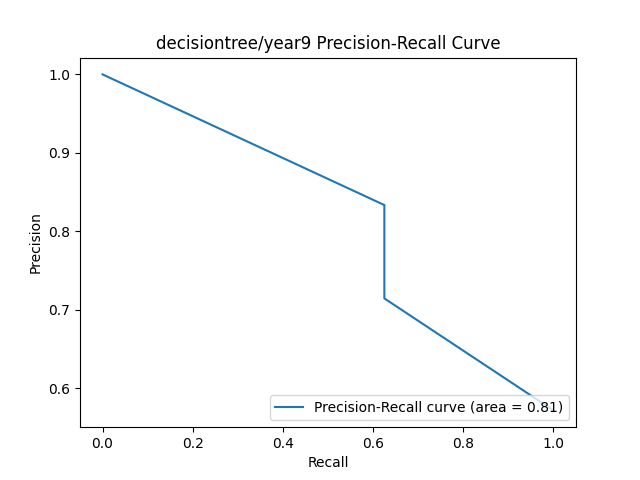 decisiontree/year9 Precision-Recall Curve
1.0
0.9
0.8
0.7
0.6
Precision
Precision-Recall curve (area = 0.81)
0.0 0.2 0.4 0.6 0.8 1.0
Recall